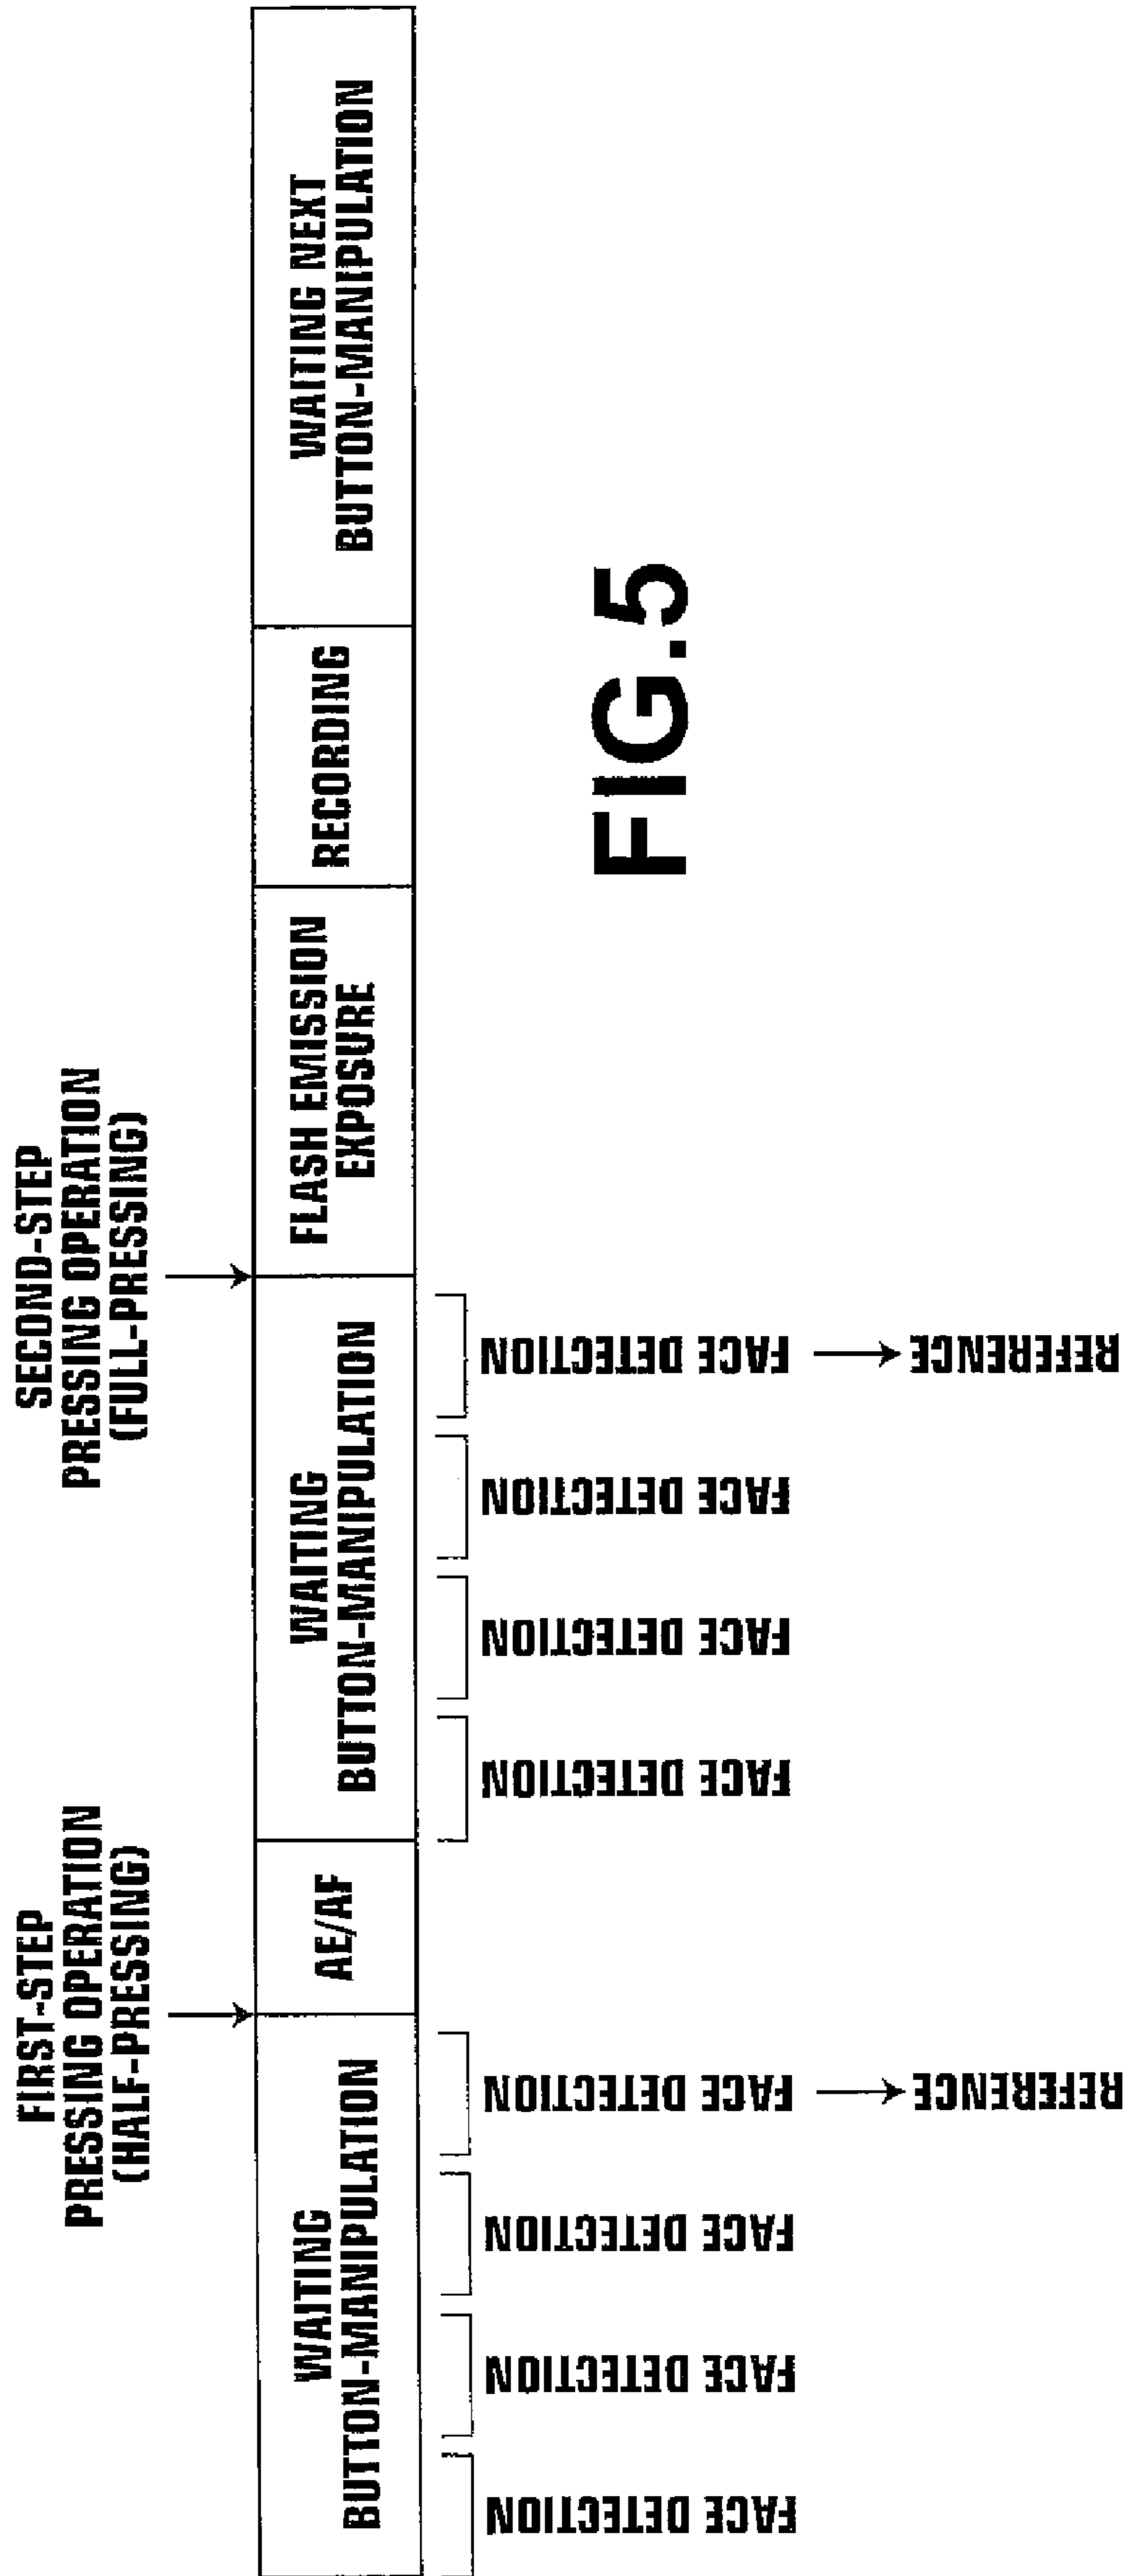 FIRST-STEP
PRESSING OPERATION
(HALF-PRESSING)
SECOND-STEP
PRESSING OPERATION
(FULL-PRESSING)
WAITING
BUTTON-MANIPULATION
AE/AF
WAITING
BUTTON-MANIPULATION
FLASH EMISSION
EXPOSURE
RECORDING
WAITING NEXT
BUTTON-MANIPULATION
FACE DETECTION
FACE DETECTION
FACE DETECTION
FACE DETECTION
REFERENCE
FACE DETECTION
FACE DETECTION
FACE DETECTION
FACE DETECTION
REFERENCE
FIG.5